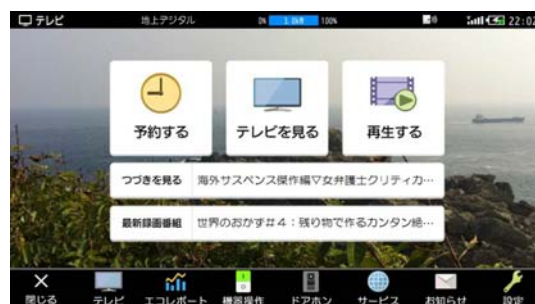 テレビ 地上デジタル 0% 1.0kW 100% 22:02
予約する テレビを見る 再生する
つづきを見る 海外サスペンス傑作編▽女弁護士クリティカ…
最新録画番組 世界のおかず#4：残り物で作るカンタン絶…
閉じる テレビ エコレポート 機器操作 ドアホン サービス お知らせ 設定